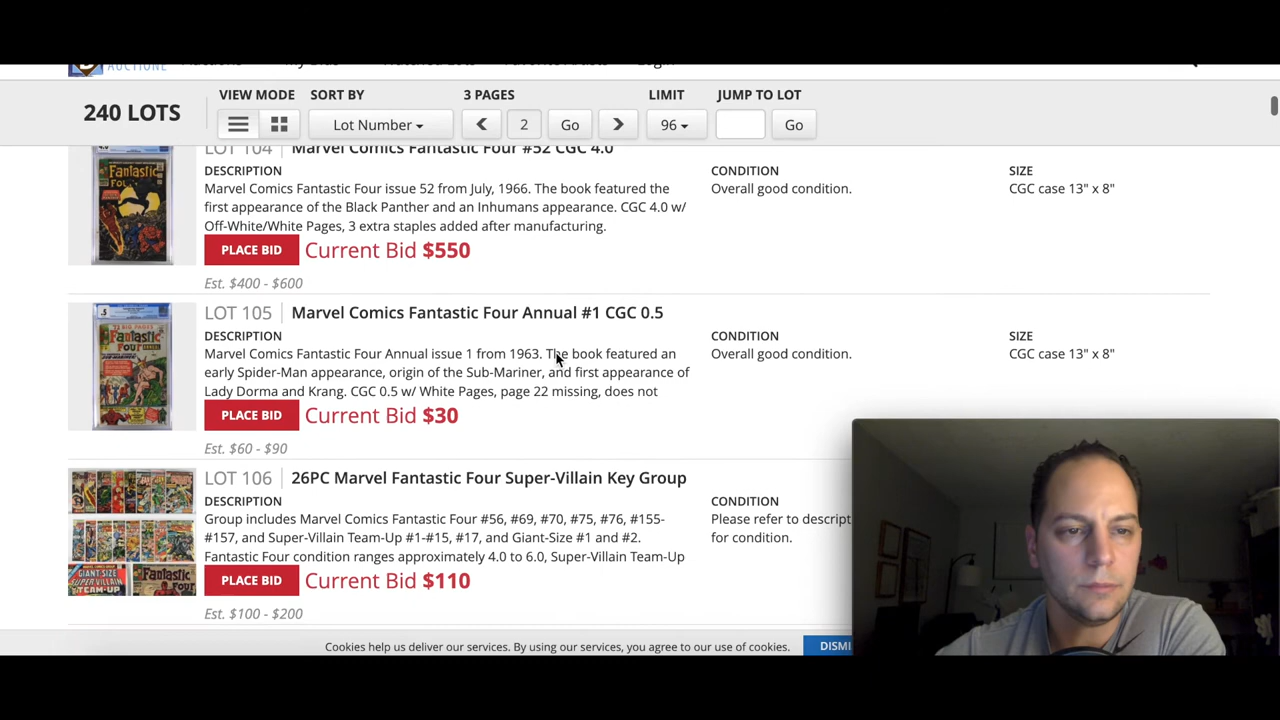 AUCTIONE
240 LOTS
VIEW MODE
SORT BY
3 PAGES
LIMIT
JUMP TO LOT
Lot Number
2
Go
96
Go
LOT 104
Marvel Comics Fantastic Four #52 CGC 4.0
DESCRIPTION
Marvel Comics Fantastic Four issue 52 from July, 1966. The book featured the
first appearance of the Black Panther and an Inhumans appearance. CGC 4.0 w/
Off-White/White Pages, 3 extra staples added after manufacturing.
CONDITION
Overall good condition.
SIZE
CGC case 13" x 8"
PLACE BID
Current Bid $550
Est. $400 - $600
LOT 105
Marvel Comics Fantastic Four Annual #1 CGC 0.5
DESCRIPTION
Marvel Comics Fantastic Four Annual issue 1 from 1963. The book featured an
early Spider-Man appearance, origin of the Sub-Mariner, and first appearance of
Lady Dorma and Krang. CGC 0.5 w/ White Pages, page 22 missing, does not
CONDITION
Overall good condition.
SIZE
CGC case 13" x 8"
PLACE BID
Current Bid $30
Est. $60 - $90
LOT 106
26PC Marvel Fantastic Four Super-Villain Key Group
DESCRIPTION
Group includes Marvel Comics Fantastic Four #56, #69, #70, #75, #76, #155-
#157, and Super-Villain Team-Up #1-#15, #17, and Giant-Size #1 and #2.
Fantastic Four condition ranges approximately 4.0 to 6.0, Super-Villain Team-Up
CONDITION
Please refer to descript
for condition.
PLACE BID
Current Bid $110
Est. $100 - $200
Cookies help us deliver our services. By using our services, you agree to our use of cookies.
DISMI